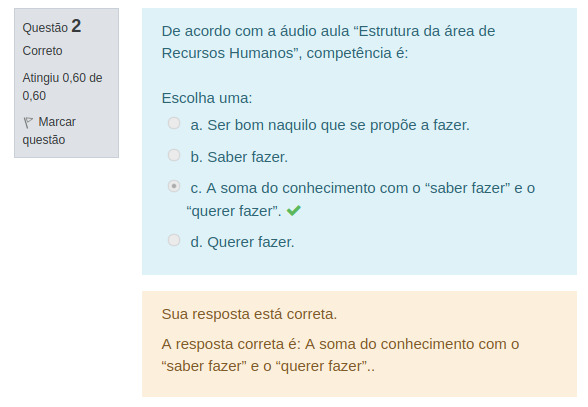 Questão 2
Correto
Atingiu 0,60 de
0,60
Marcar
questão
De acordo com a áudio aula “Estrutura da área de
Recursos Humanos”, competência é:
Escolha uma:
a. Ser bom naquilo que se propõe a fazer.
b. Saber fazer.
c. A soma do conhecimento com o “saber fazer” e o
“querer fazer”.
d. Querer fazer.
Sua resposta está correta.
A resposta correta é: A soma do conhecimento com o
“saber fazer” e o “querer fazer”..